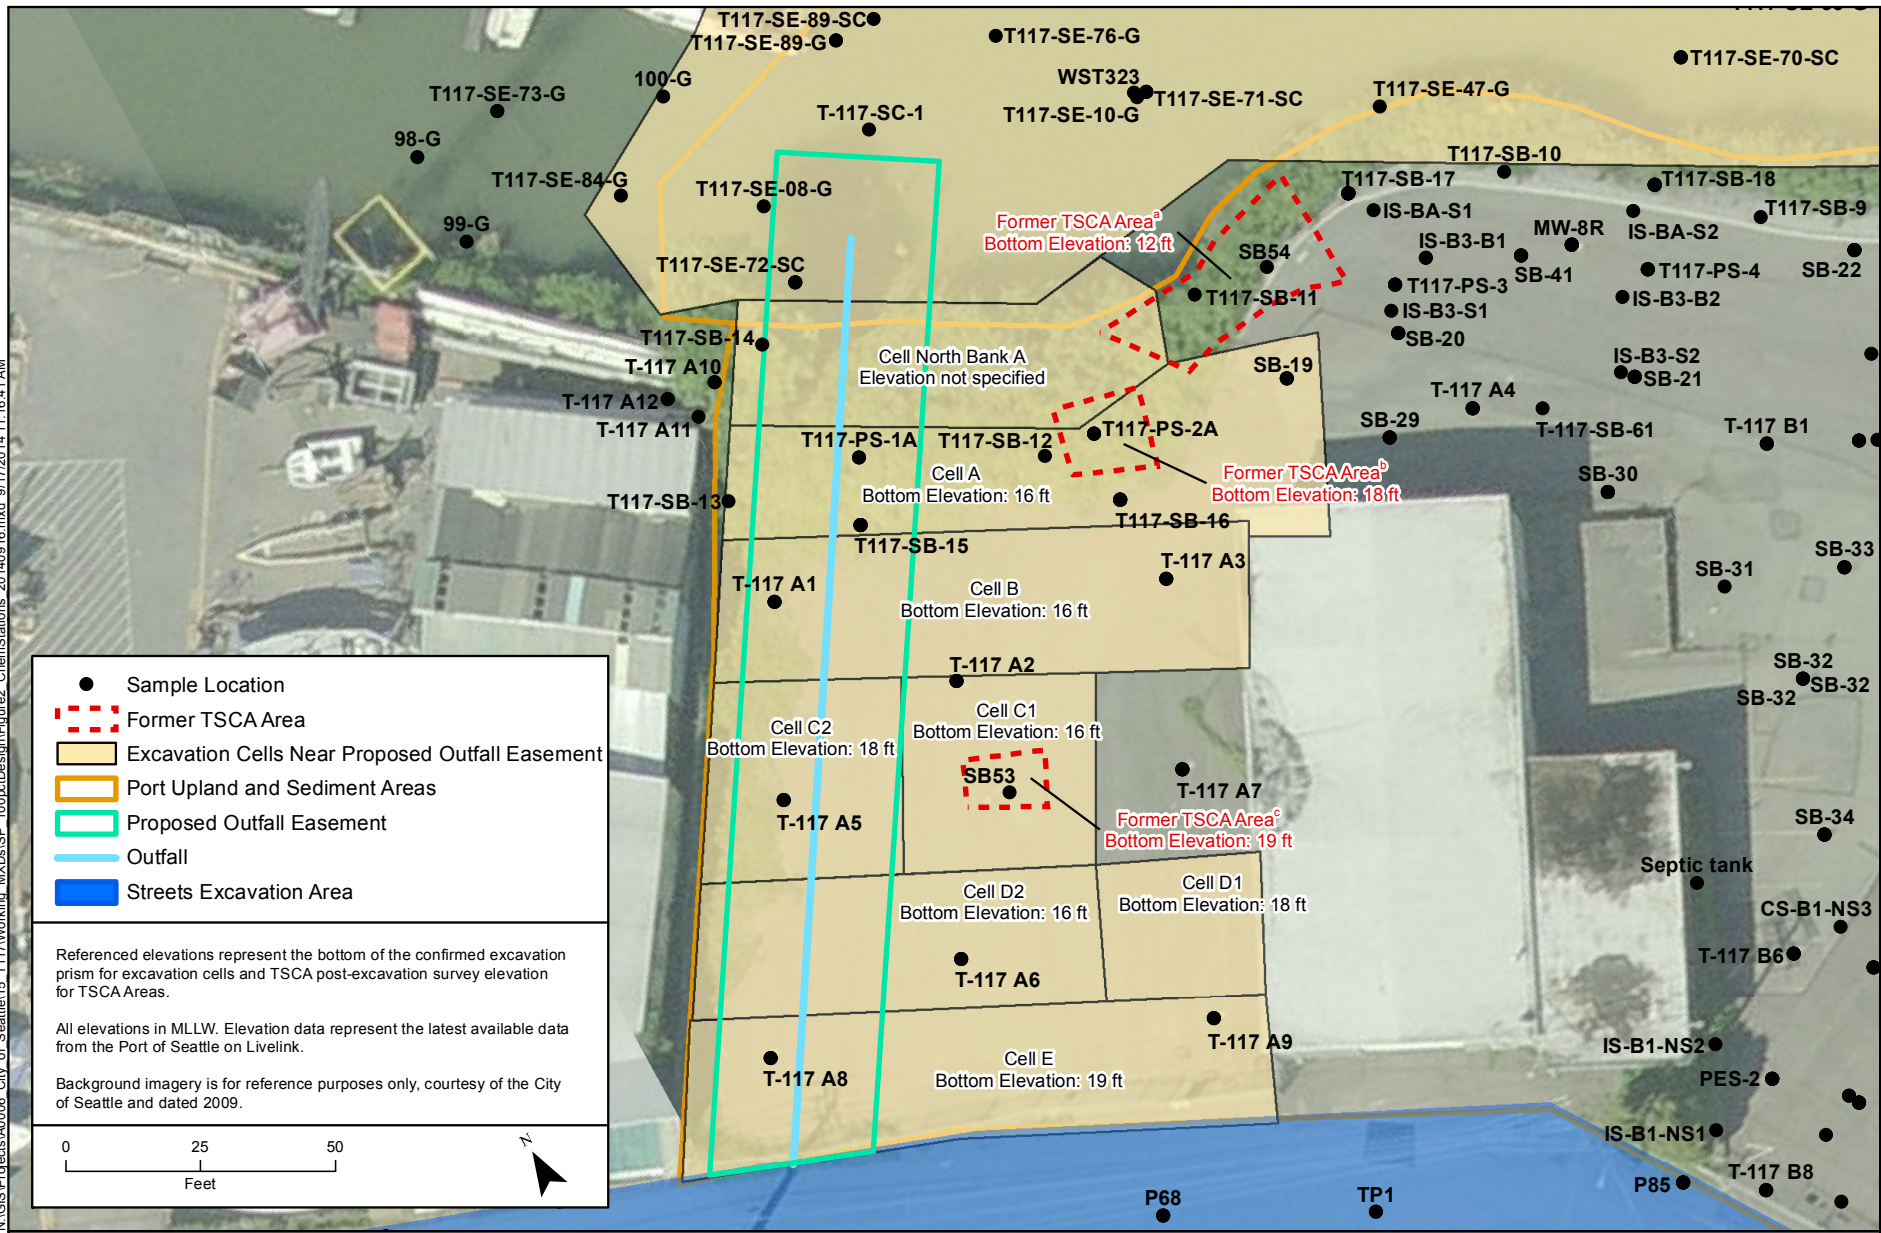 T117-SE-89-SC
T117-SE-89-G
T117-SE-76-G
T117-SE-70-SC
100-G
WST323
T117-SE-73-G
T117-SE-71-SC
T117-SE-47-G
T-117-SC-1
T117-SE-10-G
98-G
T117-SB-10
T117-SE-84-G
T117-SE-08-G
T117-SB-17
T117-SB-18
99-G
Former TSCA Area a
Bottom Elevation: 12 ft
IS-BA-S1
T117-SB-9
IS-BA-S2
MW-8R
IS-B3-B1
SB54
T117-SE-72-SC
SB-41
T117-PS-4
SB-22
T117-SB-11
T117-PS-3
IS-B3-B2
IS-B3-S1
T117-SB-14
SB-20
Cell North Bank A
Elevation not specified
IS-B3-S2
SB-21
T-117 A10
SB-19
T-117 A12
T-117 A4
T-117 A11
T117-PS-1A
T117-SB-12
T117-PS-2A
SB-29
T-117-SB-61
T-117 B1
Cell A
Bottom Elevation: 16 ft
Former TSCA Area b
Bottom Elevation: 18 ft
SB-30
T117-SB-13
T117-SB-16
T117-SB-15
SB-33
T-117 A3
SB-31
T-117 A1
Cell B
Bottom Elevation: 16 ft
T-117 A2
SB-32
SB-32
SB-32
Cell C1
Bottom Elevation: 16 ft
Cell C2
Bottom Elevation: 18 ft
SB53
T-117 A7
T-117 A5
Former TSCA Area c
Bottom Elevation: 19 ft
SB-34
Septic tank
Cell D2
Bottom Elevation: 16 ft
Cell D1
Bottom Elevation: 18 ft
CS-B1-NS3
T-117 B6
T-117 A6
T-117 A9
IS-B1-NS2
Cell E
Bottom Elevation: 19 ft
T-117 A8
PES-2
IS-B1-NS1
T-117 B8
P85
P68
TP1
Sample Location
Former TSCA Area
Excavation Cells Near Proposed Outfall Easement
Port Upland and Sediment Areas
Proposed Outfall Easement
Outfall
Streets Excavation Area
Referenced elevations represent the bottom of the confirmed excavation
prism for excavation cells and TSCA post-excavation survey elevation
for TSCA Areas.
All elevations in MLLW. Elevation data represent the latest available data
from the Port of Seattle on Livelink.
Background imagery is for reference purposes only, courtesy of the City
of Seattle and dated 2009.
0 25 50
Feet
N